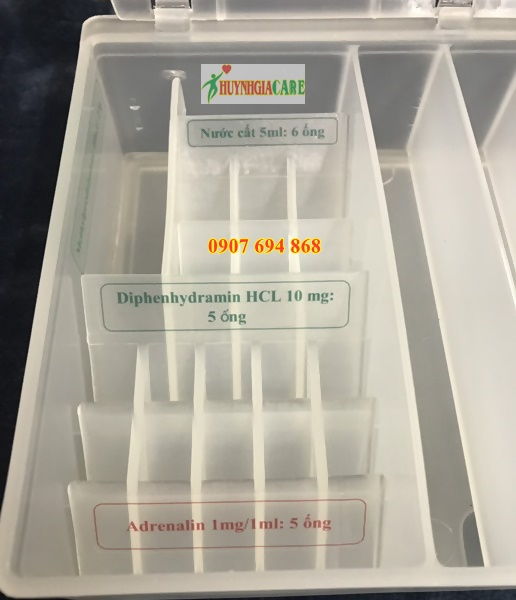 HUYNHGIACARE
Nước cất 5ml: 6 ống
0907 694 868
Diphenhydramin HCL 10 mg:
5 ống
Adrenalin 1mg/1ml: 5 ống